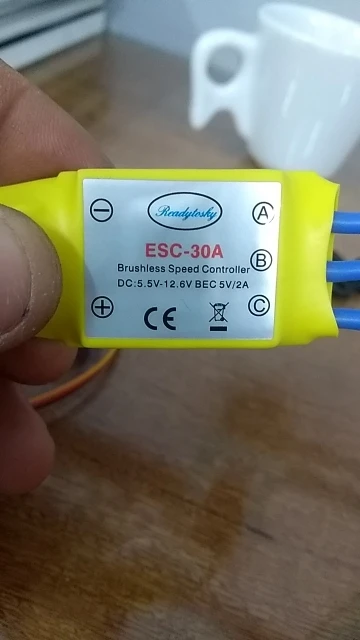 Readytosky
A
ESC-30A
Brushless Speed Controller
B
DC:5.5V-12.6V BEC 5V/2A
C
CE